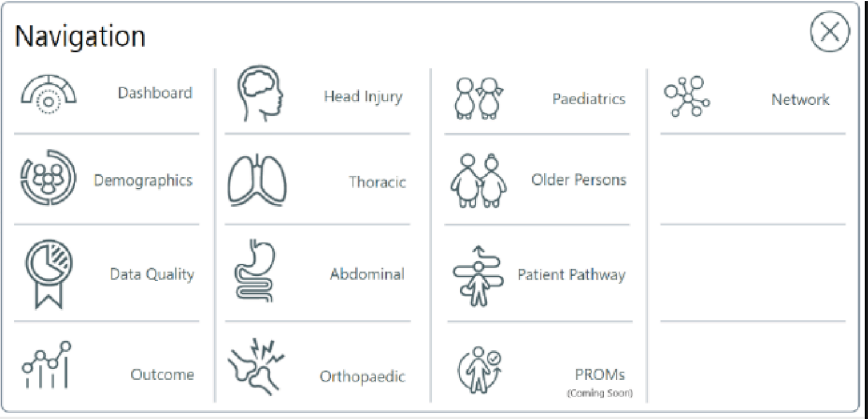 Navigation
Dashboard
Head Injury
Paediatrics
Network
Demographics
Thoracic
Older Persons
Data Quality
Abdominal
Patient Pathway
Outcome
Orthopaedic
PROMs
(Coming Soon)